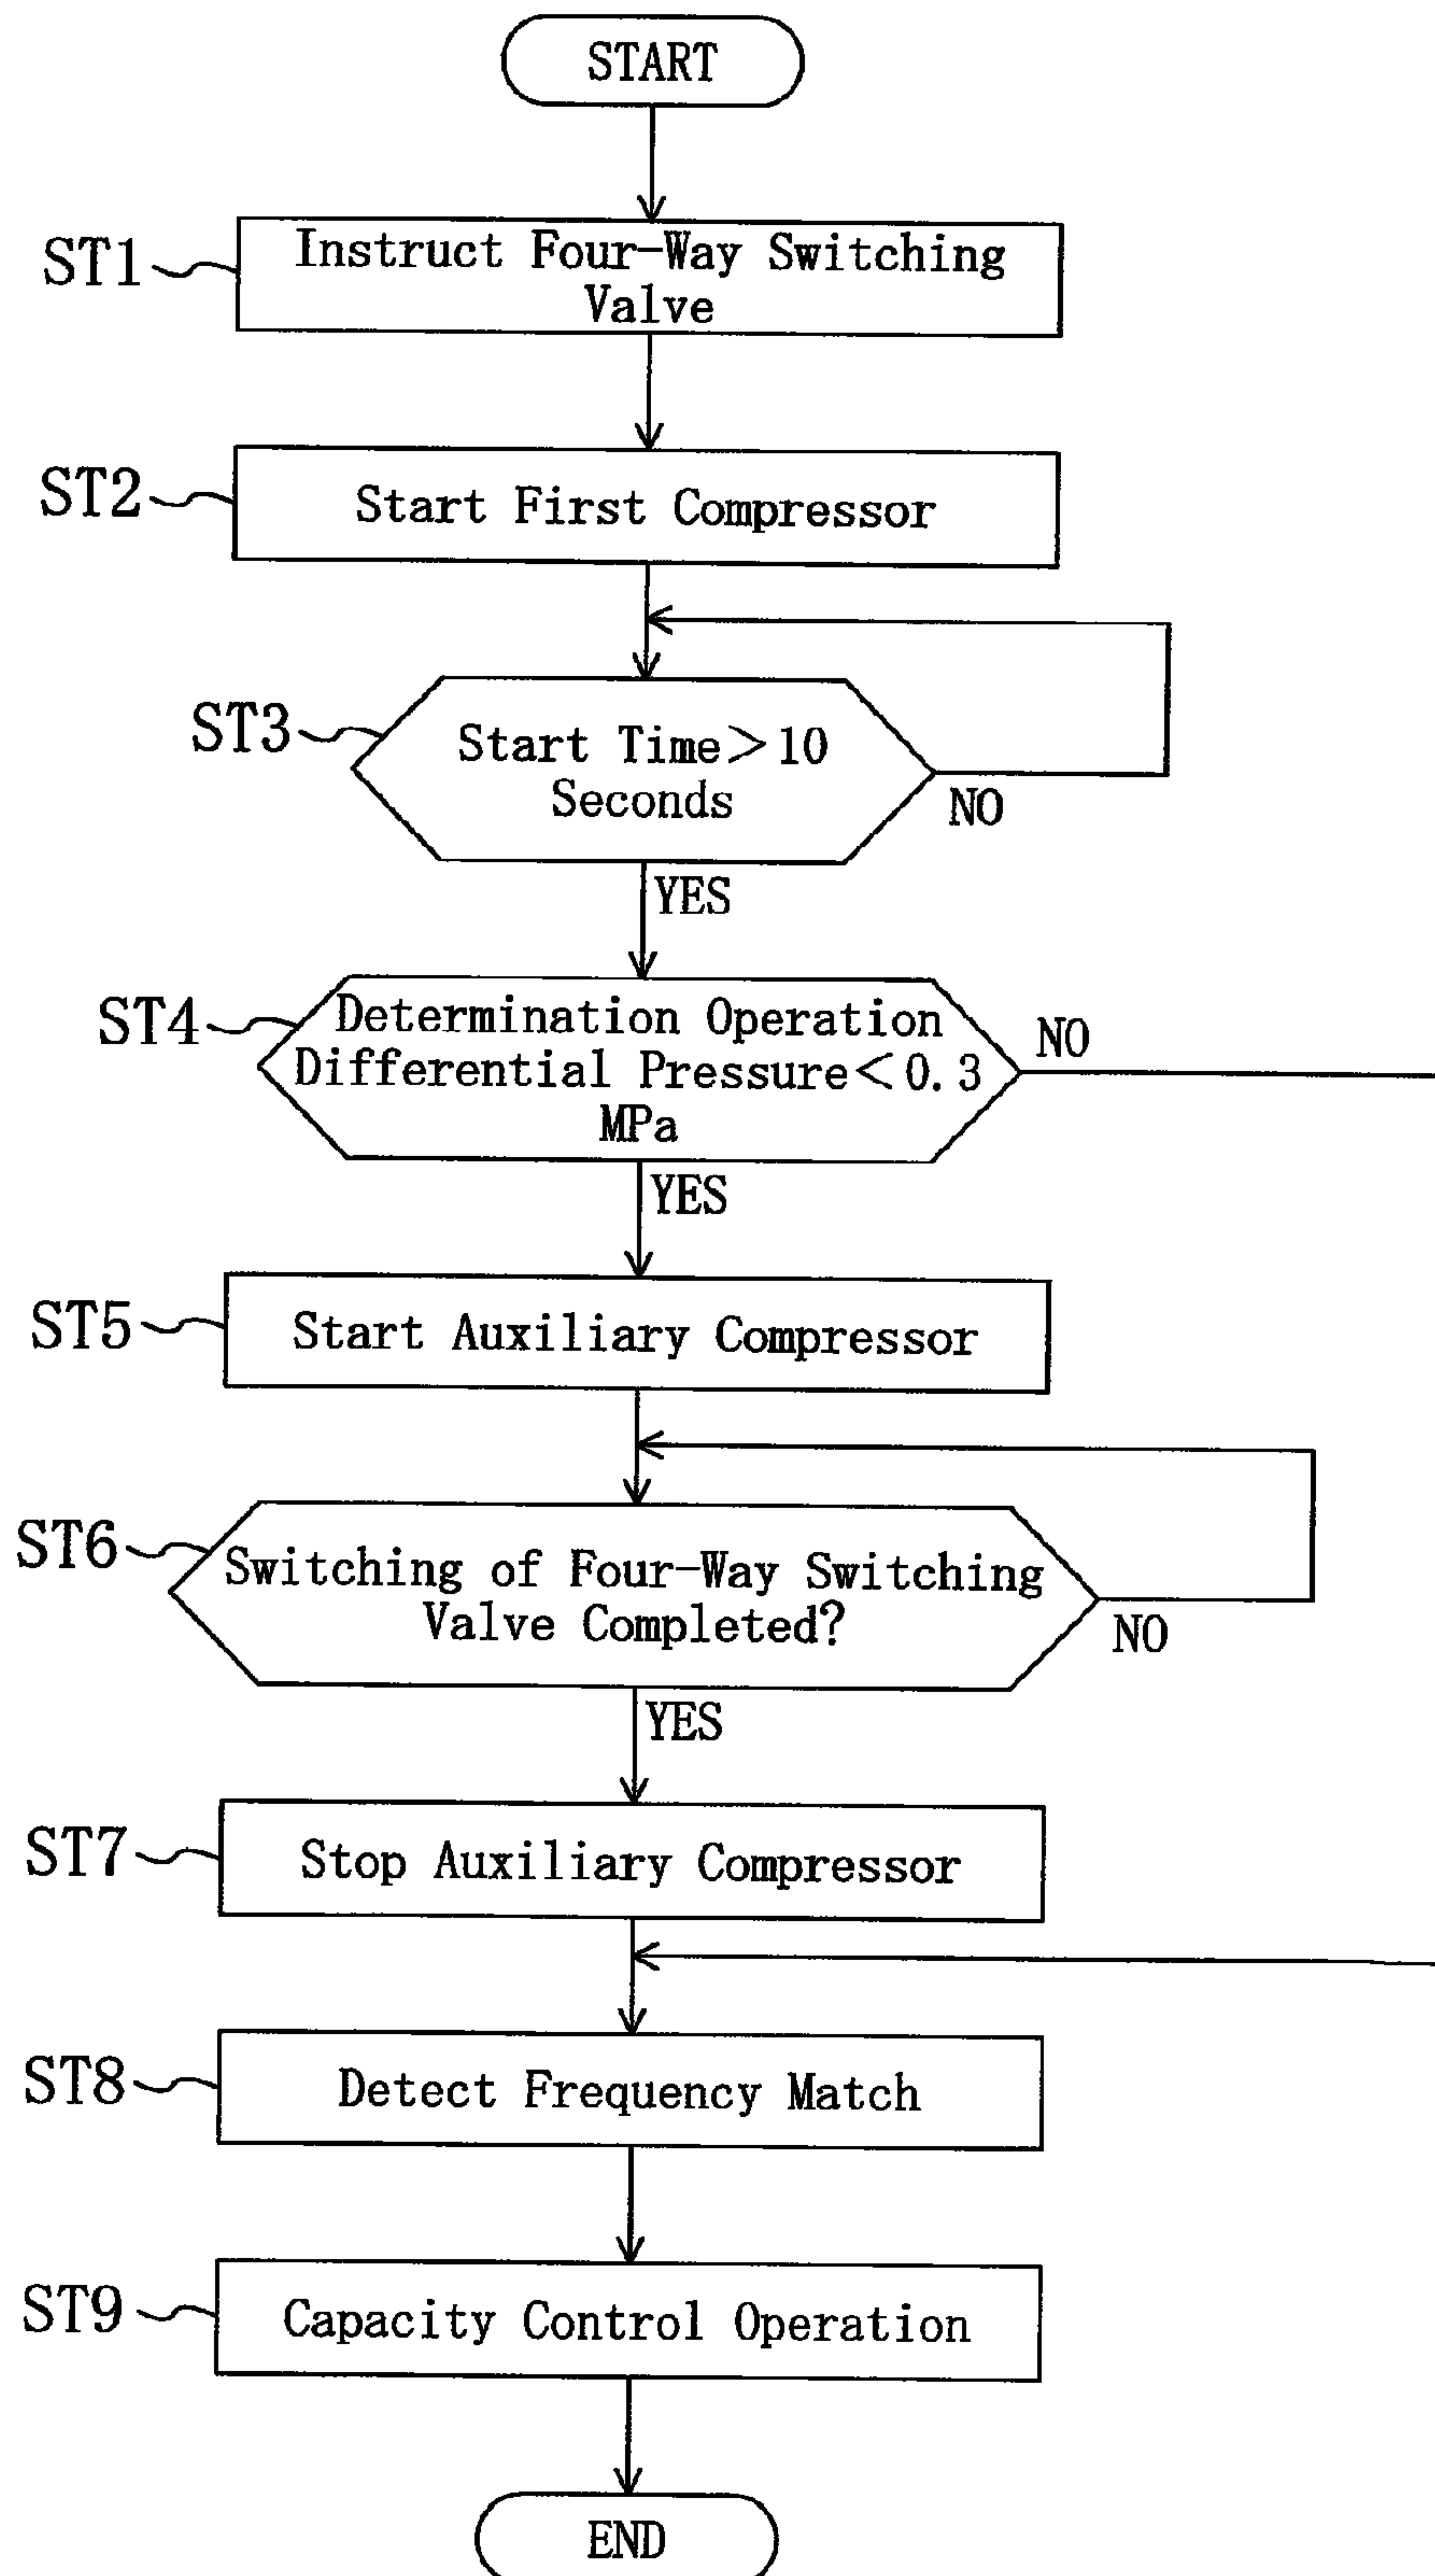 START
ST1
Instruct Four-Way Switching
Valve
ST2
Start First Compressor
ST3
Start Time>10
Seconds
NO
YES
ST4
Determination Operation
Differential Pressure<0.3
MPa
NO
YES
ST5
Start Auxiliary Compressor
ST6
Switching of Four-Way Switching
Valve Completed?
NO
YES
ST7
Stop Auxiliary Compressor
ST8
Detect Frequency Match
ST9
Capacity Control Operation
END